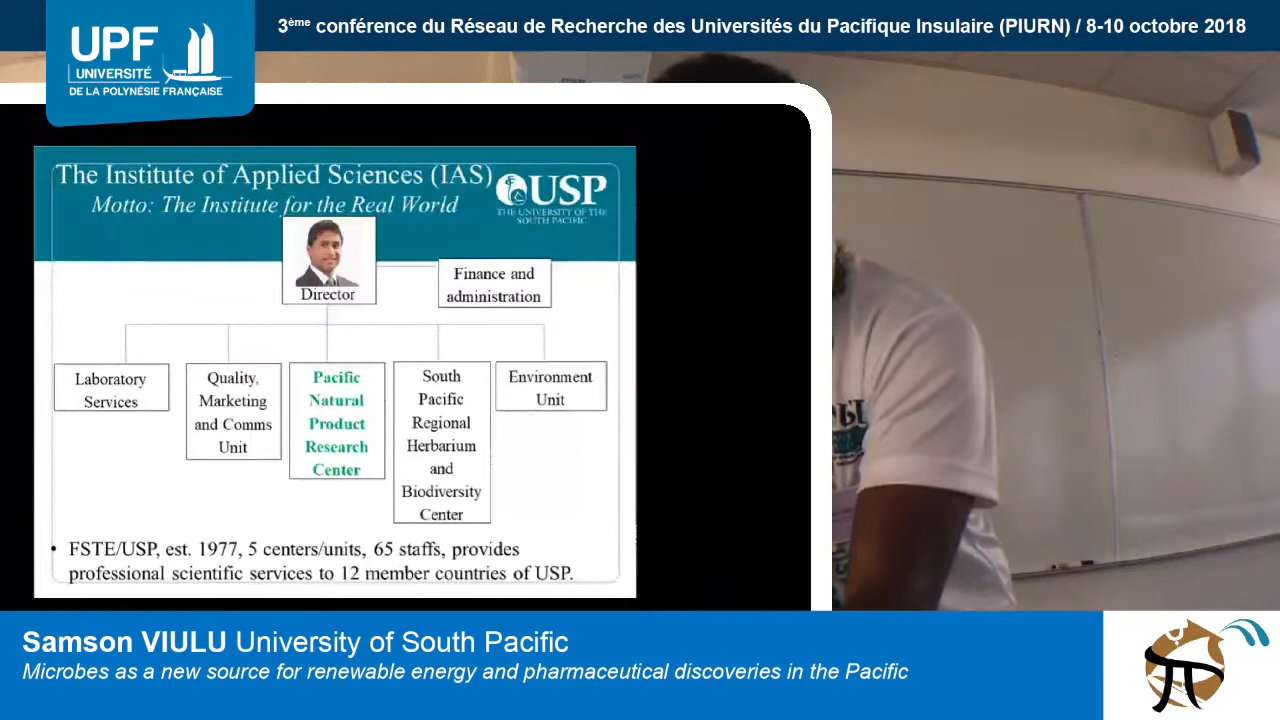 3ème conférence du Réseau de Recherche des Universités du Pacifique Insulaire (PIURN) / 8-10 octobre 2018
UPF
UNIVERSITÉ
DE LA POLYNÉSIE FRANÇAISE
The Institute of Applied Sciences (IAS)
Motto: The Institute for the Real World
USP
THE UNIVERSITY OF THE
SOUTH PACIFIC
Director
Finance and
administration
Laboratory
Services
Quality,
Marketing
and Comms
Unit
Pacific
Natural
Product
Research
Center
South
Pacific
Regional
Herbarium
and
Biodiversity
Center
Environment
Unit
• FSTE/USP, est. 1977, 5 centers/units, 65 staffs, provides
professional scientific services to 12 member countries of USP.
Samson VIULU University of South Pacific
Microbes as a new source for renewable energy and pharmaceutical discoveries in the Pacific